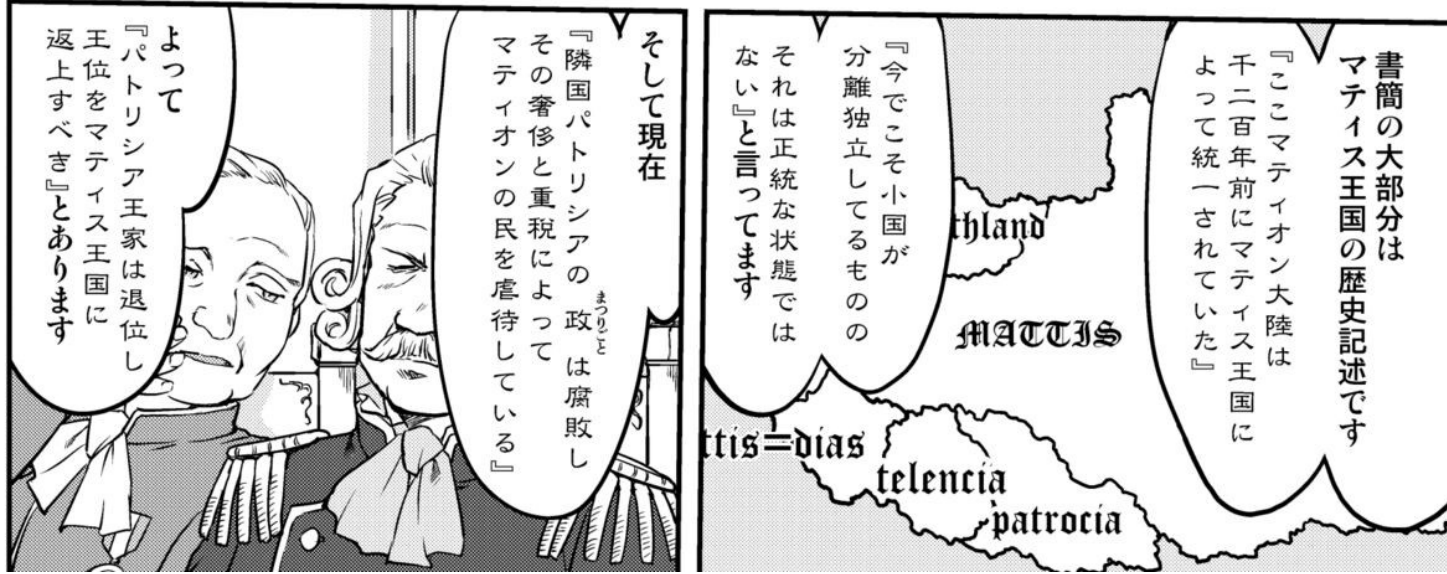 書簡の大部分は
マティス王国の歴史記述です
『ここマティオン大陸は
千二百年前にマティス王国に
よって統一されていた』
『今でこそ小国が
分離独立してるものの
それは正統な状態では
ない』と言ってます
thland
MATTIS
ttis=dias
telencia
patrocia
そして現在
『隣国パトリシアの政は腐敗し
まつりごと
その奢侈と重税によって
マティオンの民を虐待している』
よって
『パトリシア王家は退位し
王位をマティス王国に
返上すべき』とあります